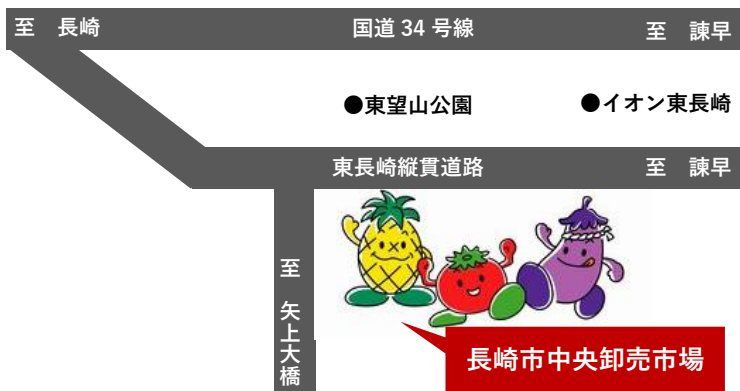 至　長崎
国道 34 号線
至　諫早
●東望山公園
●イオン東長崎
東長崎縦貫道路
至　諫早
至　矢上大橋
長崎市中央卸売市場